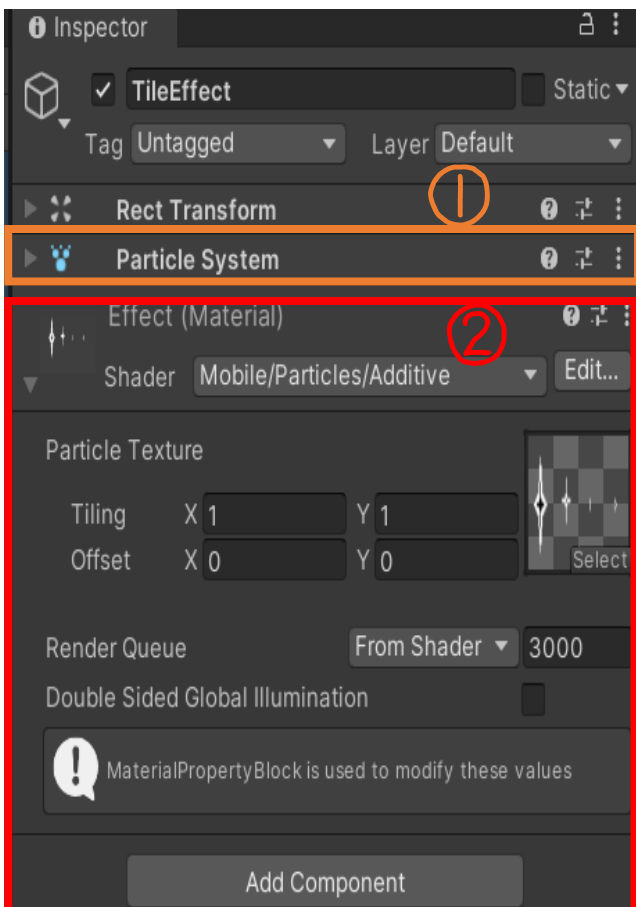 Inspector
TileEffect Static
Tag Untagged Layer Default
①
Rect Transform
Particle System
Effect (Material)
②
Shader Mobile/Particles/Additive Edit...
Particle Texture
Tiling X 1 Y 1
Offset X 0 Y 0
Select
Render Queue From Shader 3000
Double Sided Global Illumination
MaterialPropertyBlock is used to modify these values
Add Component